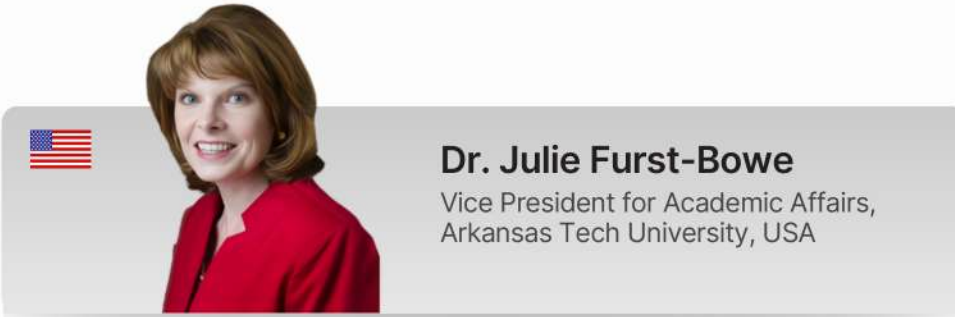 Dr. Julie Furst-Bowe
Vice President for Academic Affairs,
Arkansas Tech University, USA